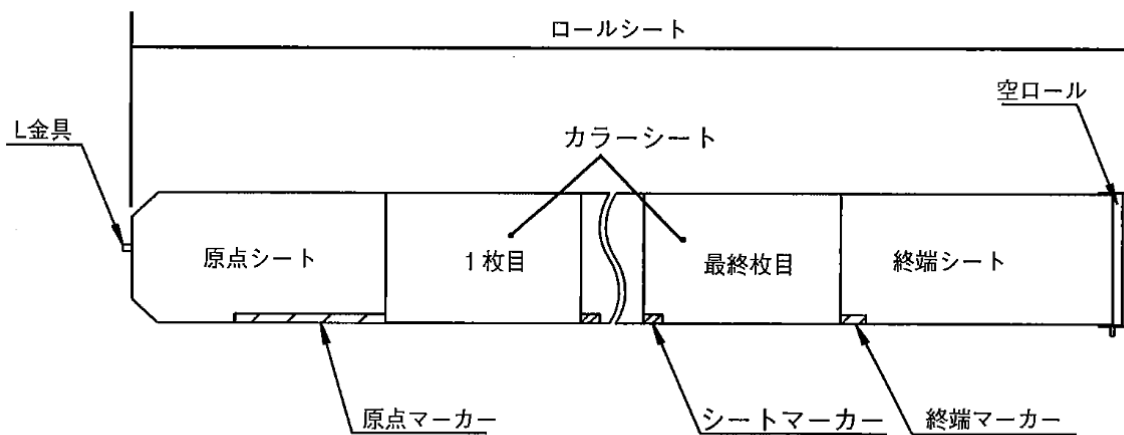 ロールシート
空ロール
L金具
カラーシート
原点シート
1枚目
最終枚目
終端シート
原点マーカー
シートマーカー
終端マーカー